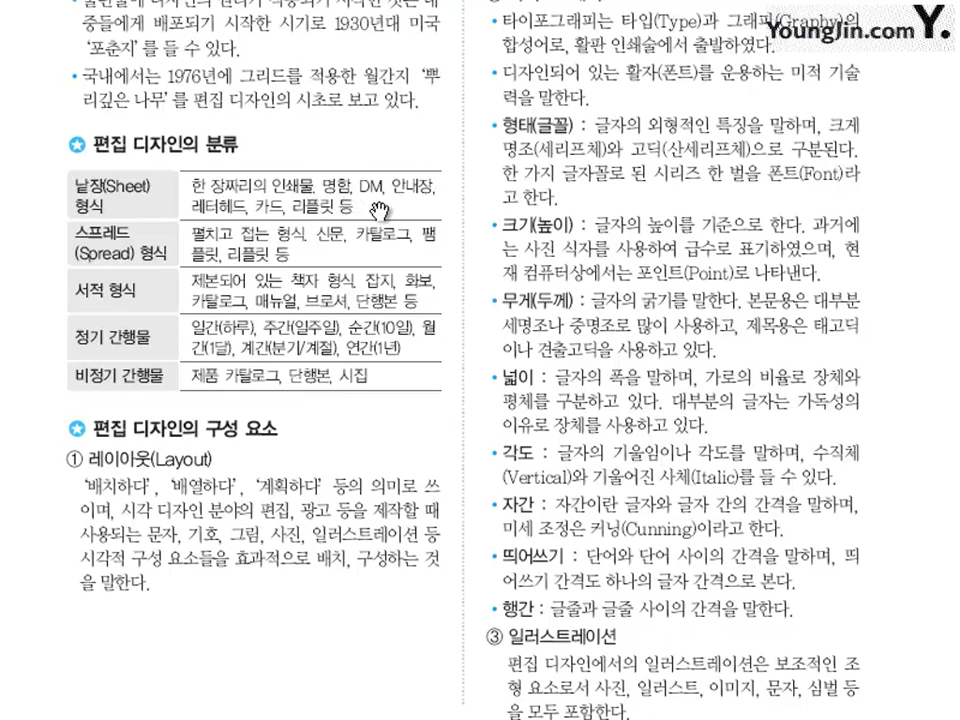 중들에게 배포되기 시작한 시기로 1930년대 미국
‘포춘지’를 들 수 있다.
• 국내에서는 1976년에 그리드를 적용한 월간지 ‘뿌
리깊은 나무’를 편집 디자인의 시초로 보고 있다.
편집 디자인의 분류
낱장(Sheet)
형식
한 장짜리의 인쇄물. 명함, DM, 안내장,
레터헤드, 카드, 리플릿 등
스프레드
(Spread) 형식
펼치고 접는 형식. 신문, 카탈로그, 팸
플릿, 리플릿 등
서적 형식
제본되어 있는 책자 형식. 잡지, 화보,
카탈로그, 매뉴얼, 브로셔, 단행본 등
정기 간행물
일간(하루), 주간(일주일), 순간(10일), 월
간(1달), 계간(분기/계절), 연간(1년)
비정기 간행물
제품 카탈로그, 단행본, 시집
편집 디자인의 구성 요소
① 레이아웃(Layout)
‘배치하다’, ‘배열하다’, ‘계획하다’ 등의 의미로 쓰
이며, 시각 디자인 분야의 편집, 광고 등을 제작할 때
사용되는 문자, 기호, 그림, 사진, 일러스트레이션 등
시각적 구성 요소들을 효과적으로 배치, 구성하는 것
을 말한다.
• 타이포그래피는 타입(Type)과 그래피(Graphy)의
합성어로, 활판 인쇄술에서 출발하였다.
• 디자인되어 있는 활자(폰트)를 운용하는 미적 기술
력을 말한다.
• 형태(글꼴) : 글자의 외형적인 특징을 말하며, 크게
명조(세리프체)와 고딕(산세리프체)으로 구분된다.
한 가지 글자꼴로 된 시리즈 한 벌을 폰트(Font)라
고 한다.
• 크기(높이) : 글자의 높이를 기준으로 한다. 과거에
는 사진 식자를 사용하여 급수로 표기하였으며, 현
재 컴퓨터상에서는 포인트(Point)로 나타낸다.
• 무게(두께) : 글자의 굵기를 말한다. 본문용은 대부분
세명조나 중명조로 많이 사용하고, 제목용은 태고딕
이나 견출고딕을 사용하고 있다.
• 넓이 : 글자의 폭을 말하며, 가로의 비율로 장체와
평체를 구분하고 있다. 대부분의 글자는 가독성의
이유로 장체를 사용하고 있다.
• 각도 : 글자의 기울임이나 각도를 말하며, 수직체
(Vertical)와 기울어진 사체(Italic)를 들 수 있다.
• 자간 : 자간이란 글자와 글자 간의 간격을 말하며,
미세 조정은 커닝(Cunning)이라고 한다.
• 띄어쓰기 : 단어와 단어 사이의 간격을 말하며, 띄
어쓰기 간격도 하나의 글자 간격으로 본다.
• 행간 : 글줄과 글줄 사이의 간격을 말한다.
③ 일러스트레이션
편집 디자인에서의 일러스트레이션은 보조적인 조
형 요소로서 사진, 일러스트, 이미지, 문자, 심벌 등
을 모두 포함한다.
YoungJin.com Y.